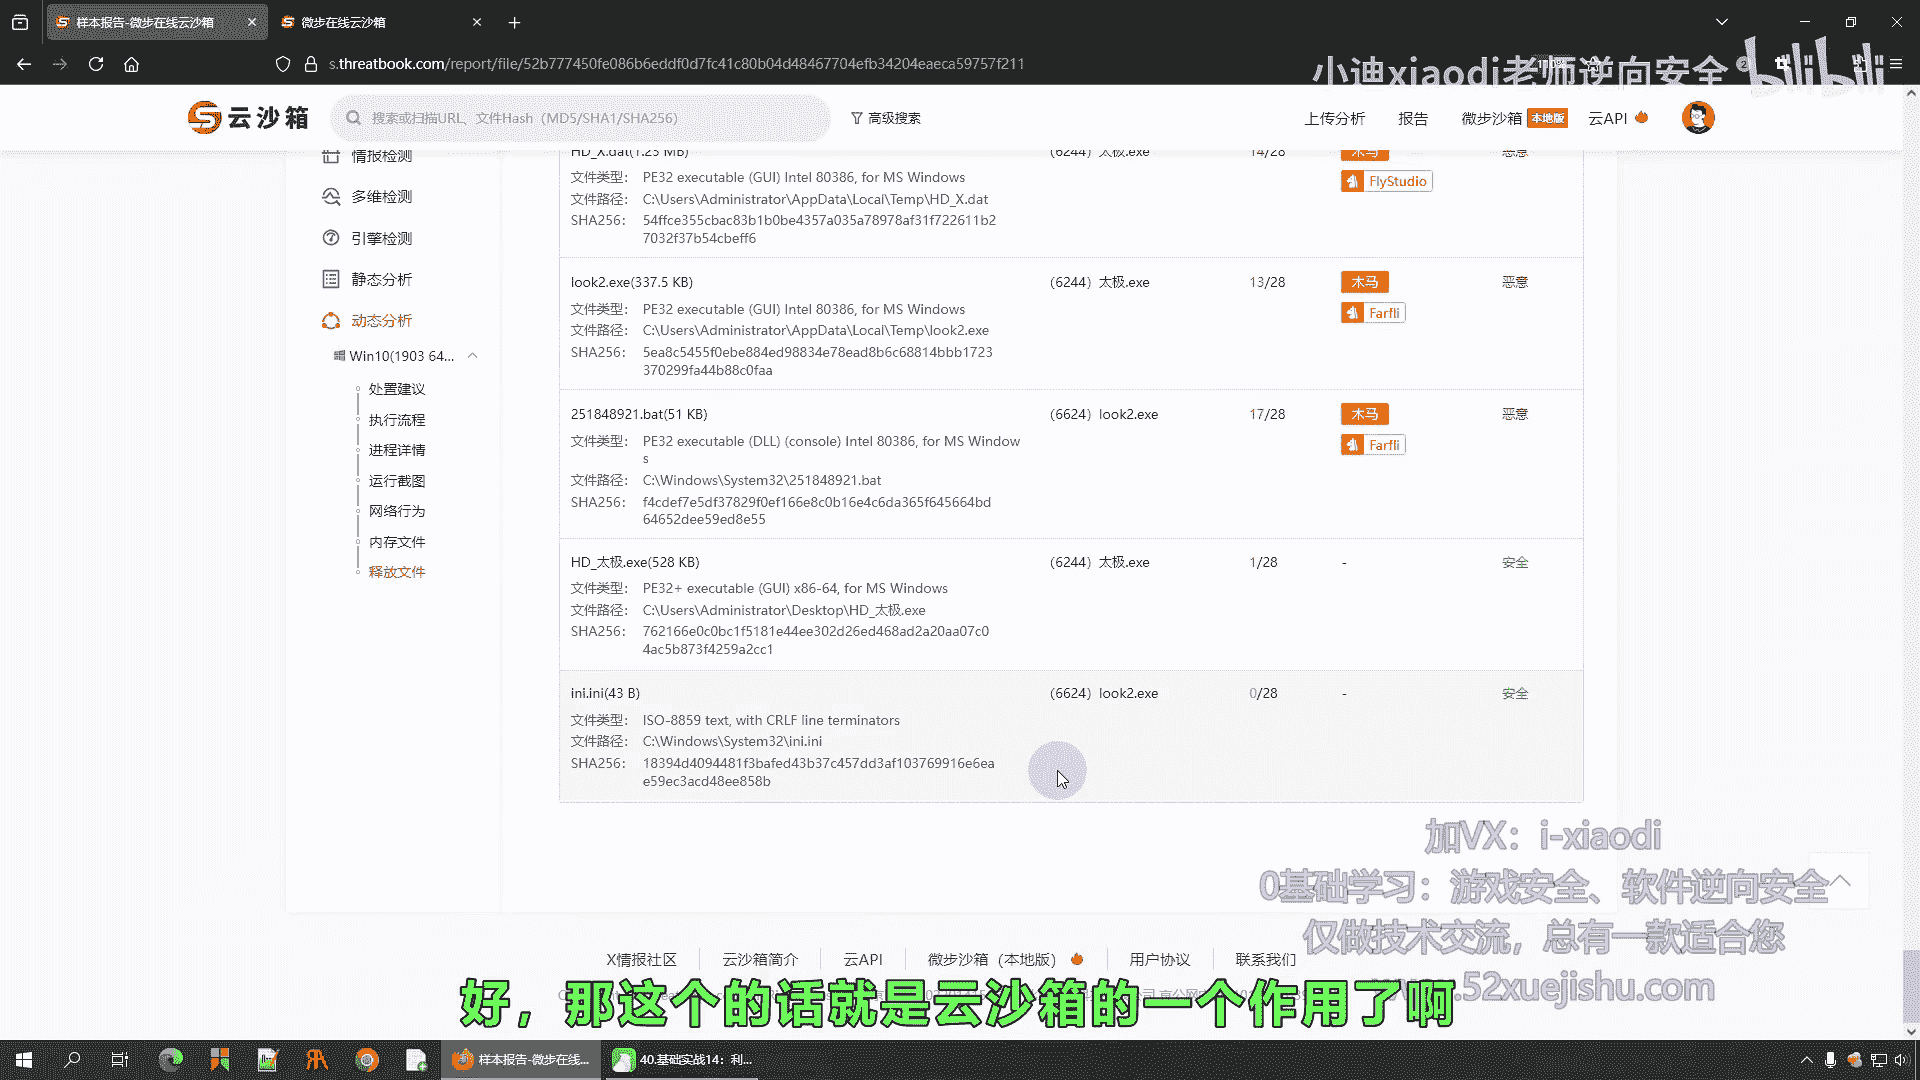 样本报告-微步在线云沙箱
微步在线云沙箱
s.threatbook.com/report/file/52b777450fe086b6eddf0d7fc41c80b04d48467704efb34204eaeca59757f211
小迪xiaodi老师逆向安全
bilibili
云沙箱
搜索或扫描URL、文件Hash（MD5/SHA1/SHA256)
高级搜索
上传分析
报告
微步沙箱 本地版
云API
情报检测
多维检测
引擎检测
静态分析
动态分析
Win10(1903 64...
处置建议
执行流程
进程详情
运行截图
网络行为
内存文件
释放文件
HD_X.dat(1.23 MB)
（6244）太极.exe
14/28
木马
恶意
FlyStudio
文件类型： PE32 executable (GUI) Intel 80386, for MS Windows
文件路径： C:\Users\Administrator\AppData\Local\Temp\HD_X.dat
SHA256： 54ffce355cbac83b1b0be4357a035a78978af31f722611b2
7032f37b54cbeff6
look2.exe(337.5 KB)
（6244）太极.exe
13/28
木马
恶意
Farfli
文件类型： PE32 executable (GUI) Intel 80386, for MS Windows
文件路径： C:\Users\Administrator\AppData\Local\Temp\look2.exe
SHA256： 5ea8c5455f0ebe884ed98834e78ead8b6c68814bbb1723
370299fa44b88c0faa
251848921.bat(51 KB)
（6624）look2.exe
17/28
木马
恶意
Farfli
文件类型： PE32 executable (DLL) (console) Intel 80386, for MS Window
s
文件路径： C:\Windows\System32\251848921.bat
SHA256： f4cdef7e5df37829f0ef166e8c0b16e4c6da365f645664bd
64652dee59ed8e55
HD_太极.exe(528 KB)
（6244）太极.exe
1/28
-
安全
文件类型： PE32+ executable (GUI) x86-64, for MS Windows
文件路径： C:\Users\Administrator\Desktop\HD_太极.exe
SHA256： 762166e0c0bc1f5181e44ee302d26ed468ad2a20aa07c0
4ac5b873f4259a2cc1
ini.ini(43 B)
（6624）look2.exe
0/28
-
安全
文件类型： ISO-8859 text, with CRLF line terminators
文件路径： C:\Windows\System32\ini.ini
SHA256： 18394d4094481f3bafed43b37c457dd3af103769916e6ea
e59ec3acd48ee858b
加VX：i-xiaodi
0基础学习：游戏安全、软件逆向安全
仅做技术交流，总有一款适合您
.52xuejishu.com
X情报社区
云沙箱简介
云API
微步沙箱（本地版）
用户协议
联系我们
好，那这个的话就是云沙箱的一个作用了啊
样本报告-微步在线...
40.基础实战14：利...